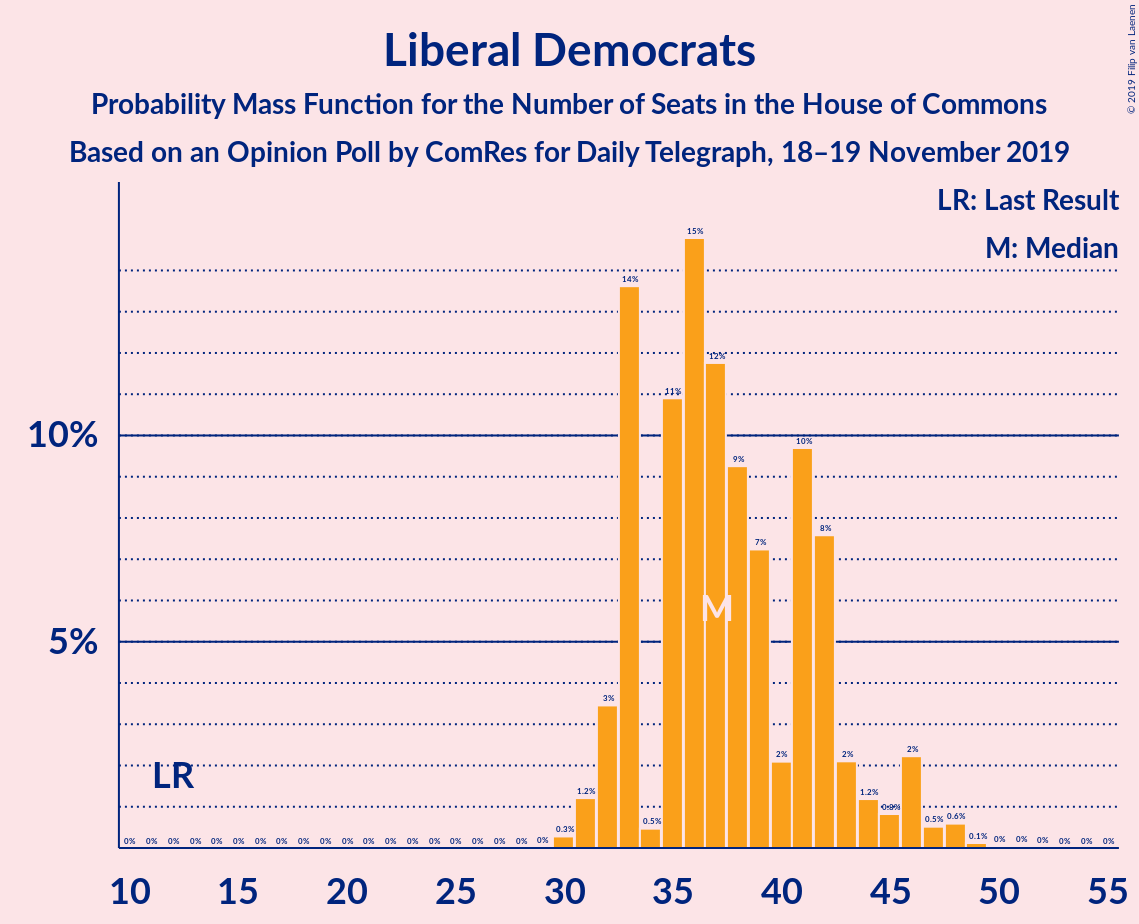 Liberal Democrats
Probability Mass Function for the Number of Seats in the House of Commons
Based on an Opinion Poll by ComRes for Daily Telegraph, 18–19 November 2019
© 2019 Filip van Laenen
LR: Last Result
M: Median
10%
5%
LR
M
0% 0% 0% 0% 0% 0% 0% 0% 0% 0% 0% 0% 0% 0% 0% 0% 0% 0% 0% 0% 0.3% 1.2% 3% 14% 0.5% 11% 15% 12% 9% 7% 2% 10% 8% 2% 1.2% 0.8% 2% 0.5% 0.6% 0.1% 0% 0% 0% 0% 0% 0%
10 15 20 25 30 35 40 45 50 55